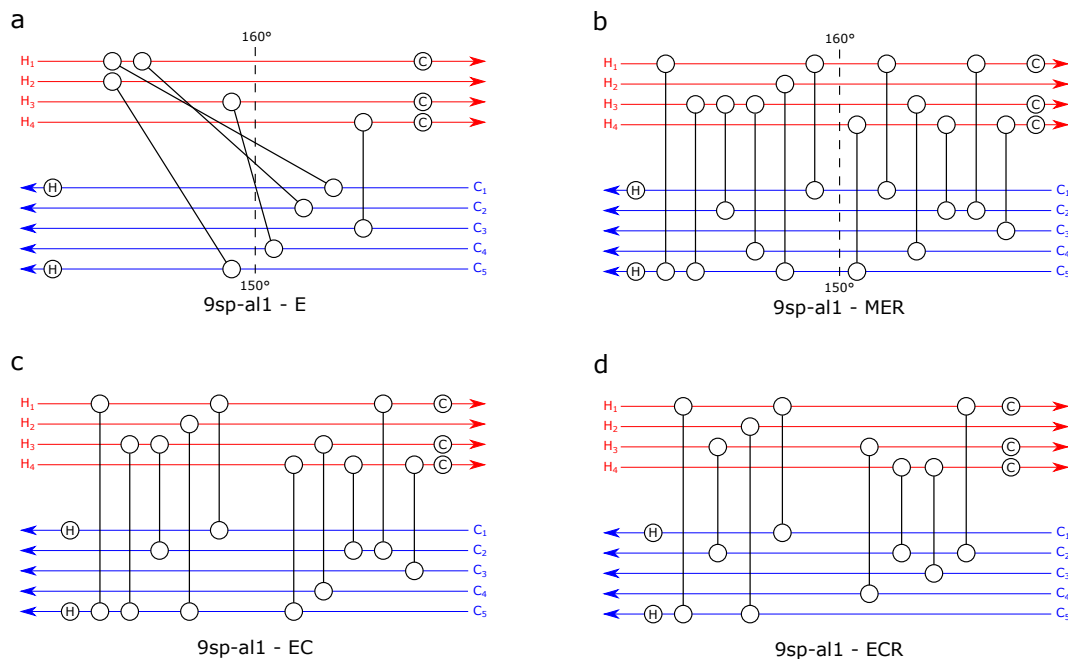 a
160°
H₁ C
H₂
H₃ C
H₄ C
H C₁
C₂
C₃
C₄
H C₅
150°
9sp-al1 - E
b
160°
H₁ C
H₂
H₃ C
H₄ C
H C₁
C₂
C₃
C₄
H C₅
150°
9sp-al1 - MER
c
H₁ C
H₂
H₃ C
H₄ C
H C₁
C₂
C₃
C₄
H C₅
9sp-al1 - EC
d
H₁ C
H₂
H₃ C
H₄ C
H C₁
C₂
C₃
C₄
H C₅
9sp-al1 - ECR